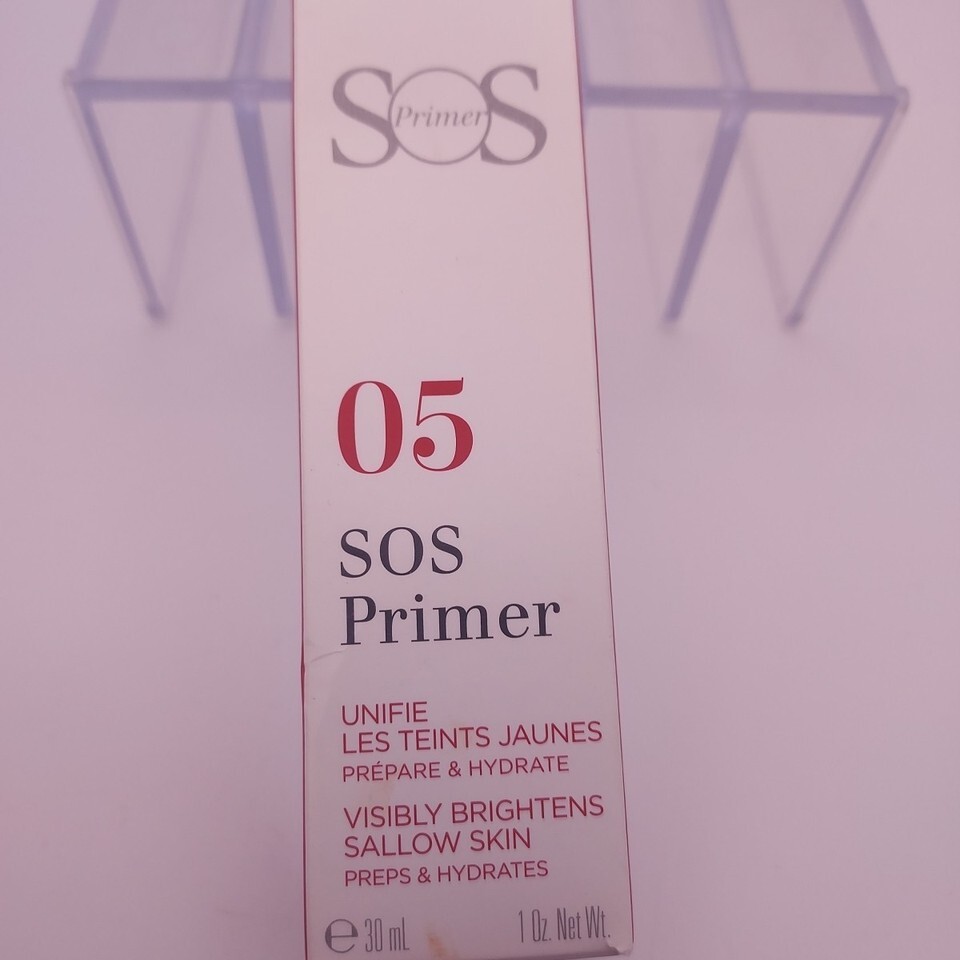 SOS
Primer
05
SOS
Primer
UNIFIE
LES TEINTS JAUNES
PRÉPARE & HYDRATE
VISIBLY BRIGHTENS
SALLOW SKIN
PREPS & HYDRATES
℮ 30 mL 1 Oz. Net Wt.